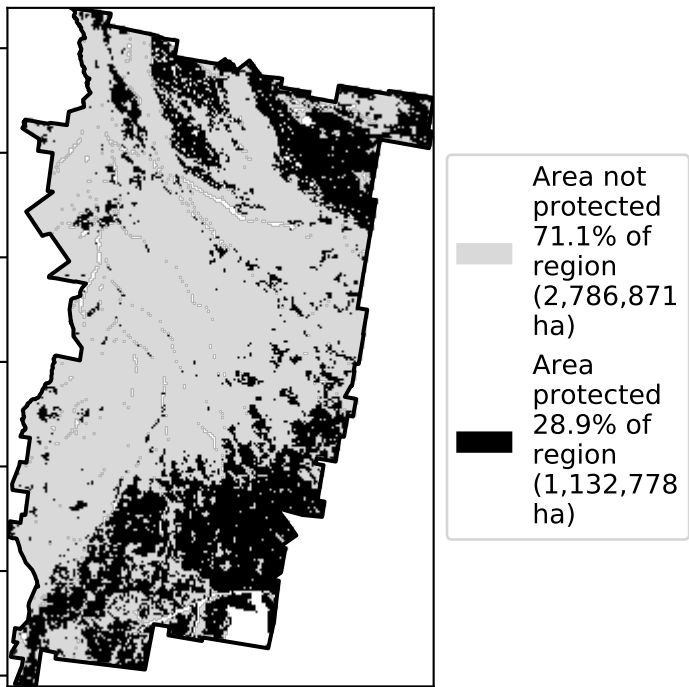 Area not
protected
71.1% of
region
(2,786,871
ha)
Area
protected
28.9% of
region
(1,132,778
ha)